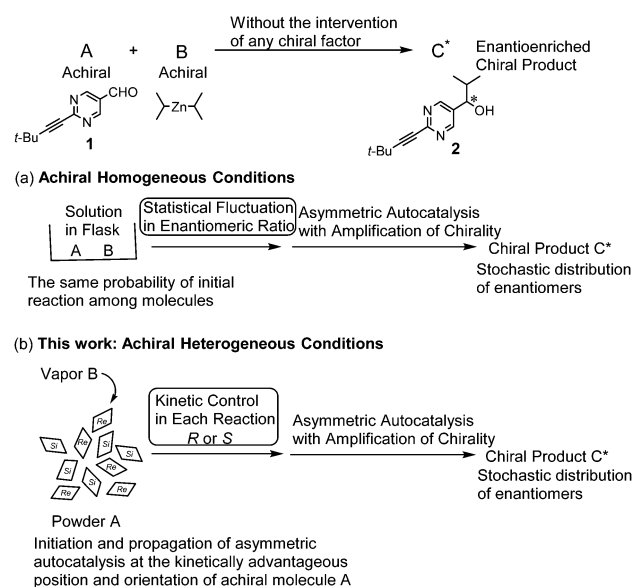 A + B
Achiral Achiral
Without the intervention
of any chiral factor
C* Enantioenriched
Chiral Product
N CHO
N
t-Bu
1
Zn
N * OH
N
t-Bu
2
(a) Achiral Homogeneous Conditions
Solution
in Flask
A B
Statistical Fluctuation
in Enantiomeric Ratio
Asymmetric Autocatalysis
with Amplification of Chirality
Chiral Product C*
Stochastic distribution
of enantiomers
The same probability of initial
reaction among molecules
(b) This work: Achiral Heterogeneous Conditions
Vapor B
Re
Si Re Si Si
Si Re
Re Si Re
Powder A
Kinetic Control
in Each Reaction
R or S
Asymmetric Autocatalysis
with Amplification of Chirality
Chiral Product C*
Stochastic distribution
of enantiomers
Initiation and propagation of asymmetric
autocatalysis at the kinetically advantageous
position and orientation of achiral molecule A